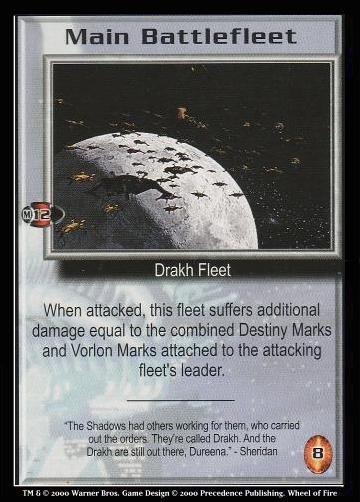 Main Battlefleet
M 12
Drakh Fleet
When attacked, this fleet suffers additional
damage equal to the combined Destiny Marks
and Vorlon Marks attached to the attacking
fleet's leader.
"The Shadows had others working for them, who carried
out the orders. They're called Drakh. And the
Drakh are still out there, Dureena." - Sheridan
8
TM & © 2000 Warner Bros. Game Design © 2000 Precedence Publishing. Wheel of Fire